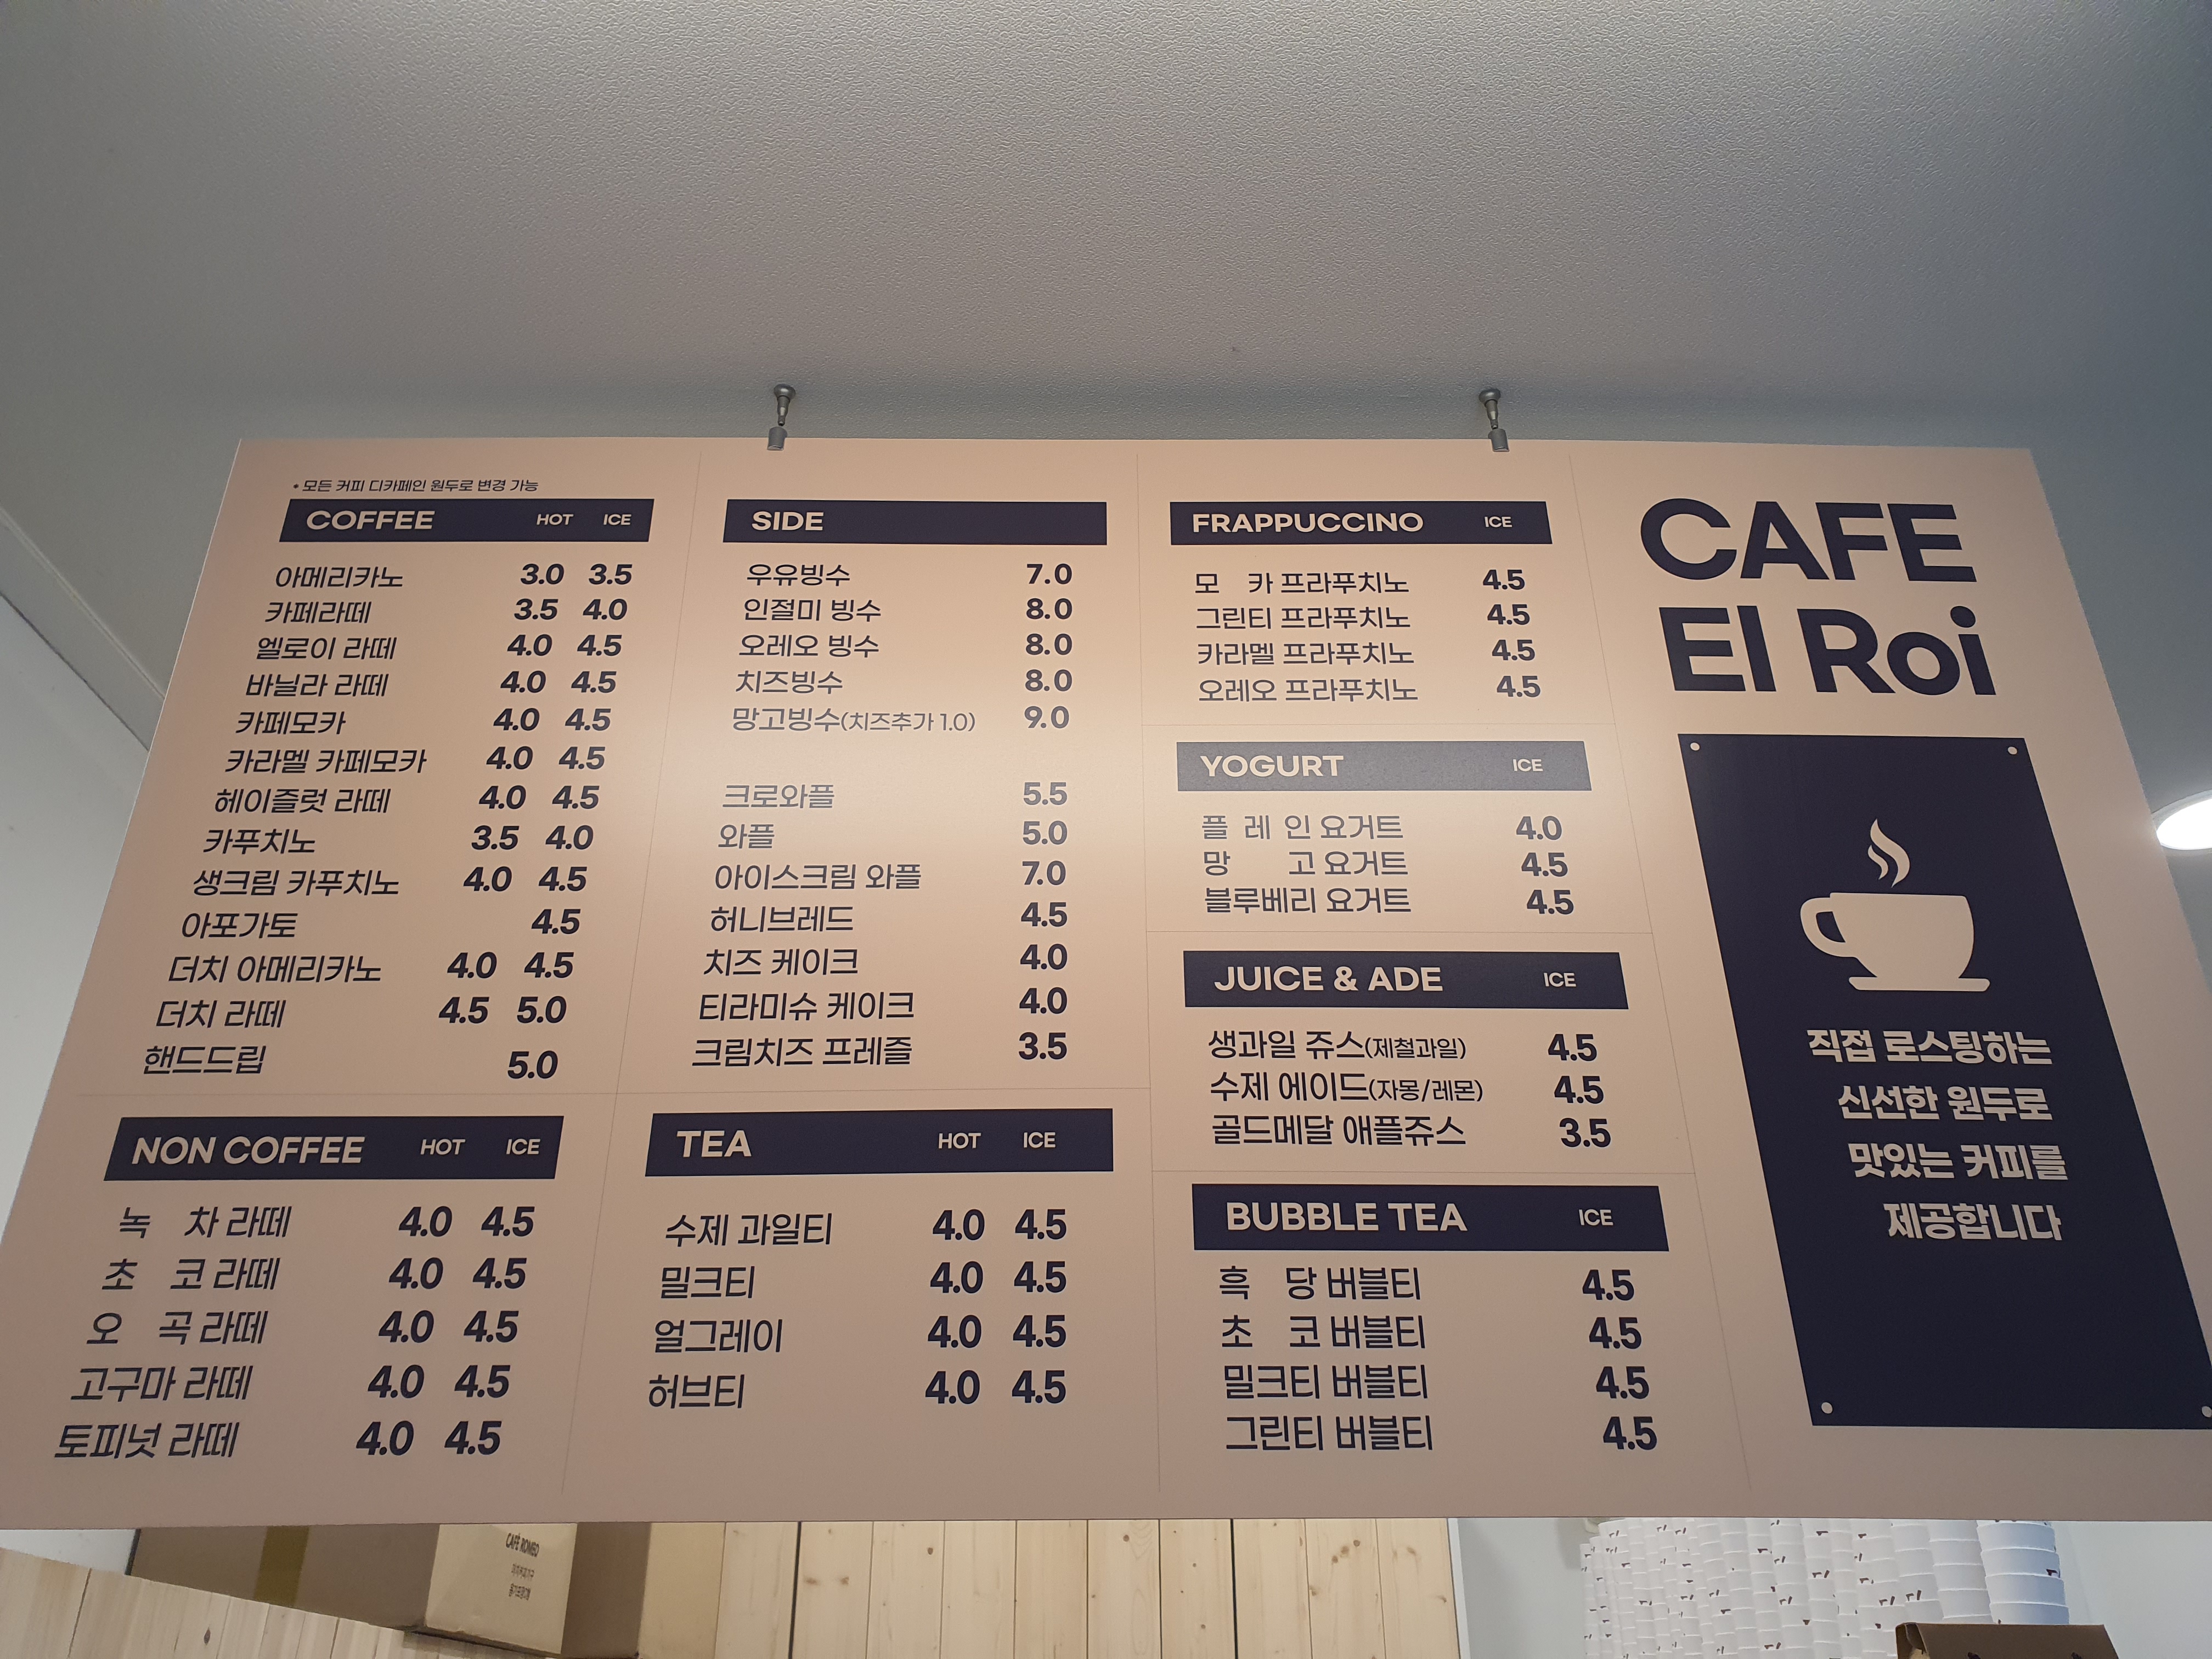 * 모든 커피 디카페인 원두로 변경 가능
COFFEE HOT ICE
아메리카노 3.0 3.5
카페라떼 3.5 4.0
엘로이 라떼 4.0 4.5
바닐라 라떼 4.0 4.5
카페모카 4.0 4.5
카라멜 카페모카 4.0 4.5
헤이즐럿 라떼 4.0 4.5
카푸치노 3.5 4.0
생크림 카푸치노 4.0 4.5
아포가토 4.5
더치 아메리카노 4.0 4.5
더치 라떼 4.5 5.0
핸드드립 5.0
NON COFFEE HOT ICE
녹 차 라떼 4.0 4.5
초 코 라떼 4.0 4.5
오 곡 라떼 4.0 4.5
고구마 라떼 4.0 4.5
토피넛 라떼 4.0 4.5
SIDE
우유빙수 7.0
인절미 빙수 8.0
오레오 빙수 8.0
치즈빙수 8.0
망고빙수(치즈추가 1.0) 9.0
크로와플 5.5
와플 5.0
아이스크림 와플 7.0
허니브레드 4.5
치즈 케이크 4.0
티라미슈 케이크 4.0
크림치즈 프레즐 3.5
TEA HOT ICE
수제 과일티 4.0 4.5
밀크티 4.0 4.5
얼그레이 4.0 4.5
허브티 4.0 4.5
FRAPPUCCINO ICE
모 카 프라푸치노 4.5
그린티 프라푸치노 4.5
카라멜 프라푸치노 4.5
오레오 프라푸치노 4.5
YOGURT ICE
플 레 인 요거트 4.0
망 고 요거트 4.5
블루베리 요거트 4.5
JUICE & ADE ICE
생과일 쥬스(제철과일) 4.5
수제 에이드(자몽/레몬) 4.5
골드메달 애플쥬스 3.5
BUBBLE TEA ICE
흑 당 버블티 4.5
초 코 버블티 4.5
밀크티 버블티 4.5
그린티 버블티 4.5
CAFE
El Roi
직접 로스팅하는
신선한 원두로
맛있는 커피를
제공합니다
CAFÉ ROMEO